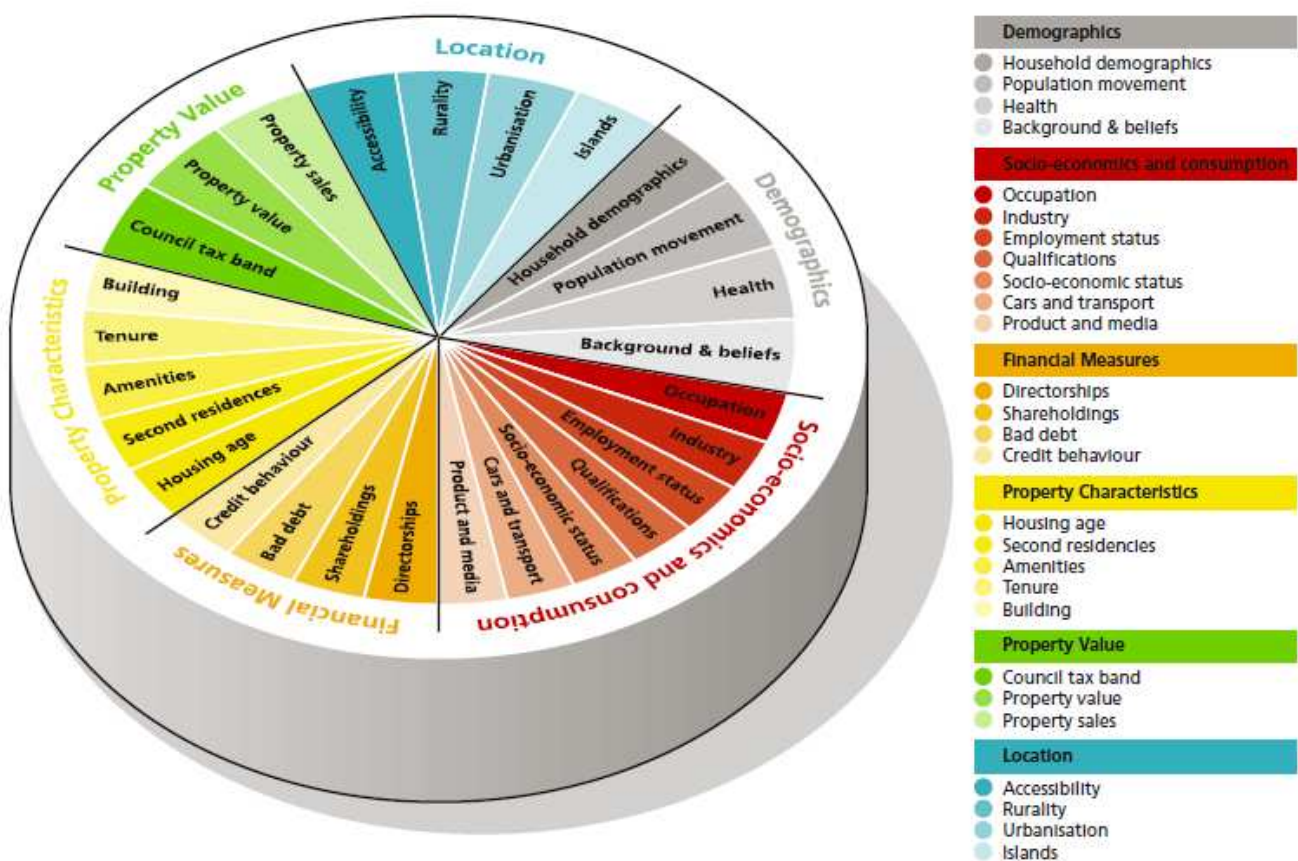 Location
Accessibility
Rurality
Urbanisation
Islands
Demographics
Household demographics
Population movement
Health
Background & beliefs
Socio-economics and consumption
Occupation
Industry
Employment status
Qualifications
Socio-economic status
Cars and transport
Product and media
Financial Measures
Directorships
Shareholdings
Bad debt
Credit behaviour
Property Characteristics
Housing age
Second residences
Amenities
Tenure
Building
Property Value
Council tax band
Property value
Property sales
Demographics
Household demographics
Population movement
Health
Background & beliefs
Socio-economics and consumption
Occupation
Industry
Employment status
Qualifications
Socio-economic status
Cars and transport
Product and media
Financial Measures
Directorships
Shareholdings
Bad debt
Credit behaviour
Property Characteristics
Housing age
Second residencies
Amenities
Tenure
Building
Property Value
Council tax band
Property value
Property sales
Location
Accessibility
Rurality
Urbanisation
Islands